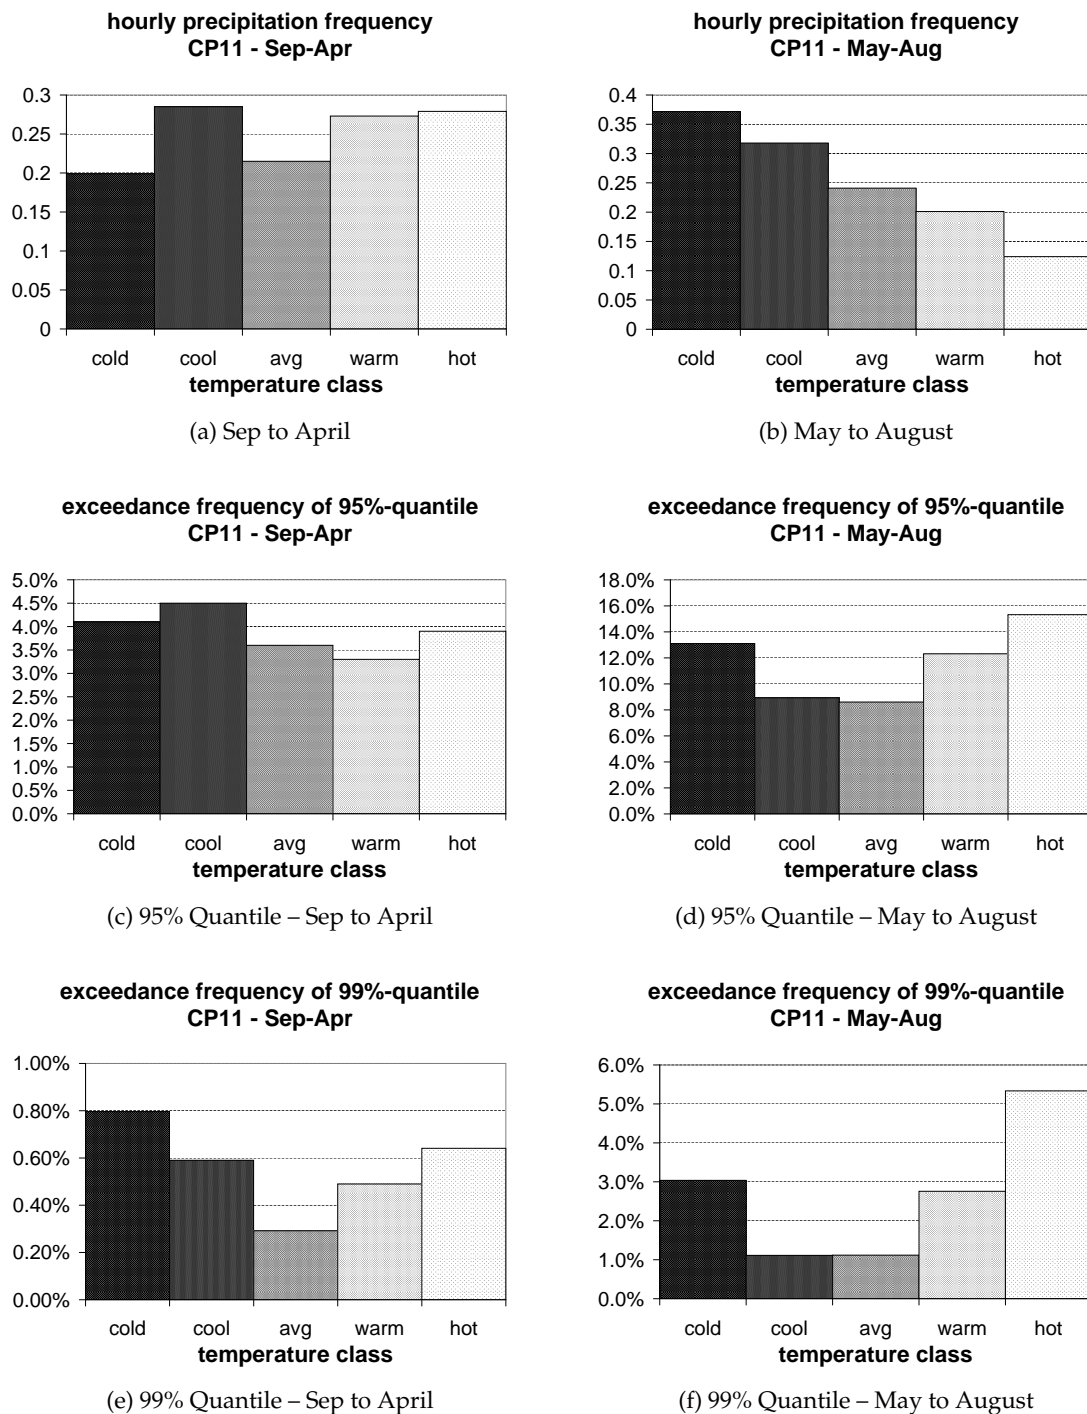 hourly precipitation frequency
CP11 - Sep-Apr
0.3
0.25
0.2
0.15
0.1
0.05
0
cold cool avg warm hot
temperature class
(a) Sep to April
hourly precipitation frequency
CP11 - May-Aug
0.4
0.35
0.3
0.25
0.2
0.15
0.1
0.05
0
cold cool avg warm hot
temperature class
(b) May to August
exceedance frequency of 95%-quantile
CP11 - Sep-Apr
5.0%
4.5%
4.0%
3.5%
3.0%
2.5%
2.0%
1.5%
1.0%
0.5%
0.0%
cold cool avg warm hot
temperature class
(c) 95% Quantile – Sep to April
exceedance frequency of 95%-quantile
CP11 - May-Aug
18.0%
16.0%
14.0%
12.0%
10.0%
8.0%
6.0%
4.0%
2.0%
0.0%
cold cool avg warm hot
temperature class
(d) 95% Quantile – May to August
exceedance frequency of 99%-quantile
CP11 - Sep-Apr
1.00%
0.80%
0.60%
0.40%
0.20%
0.00%
cold cool avg warm hot
temperature class
(e) 99% Quantile – Sep to April
exceedance frequency of 99%-quantile
CP11 - May-Aug
6.0%
5.0%
4.0%
3.0%
2.0%
1.0%
0.0%
cold cool avg warm hot
temperature class
(f) 99% Quantile – May to August